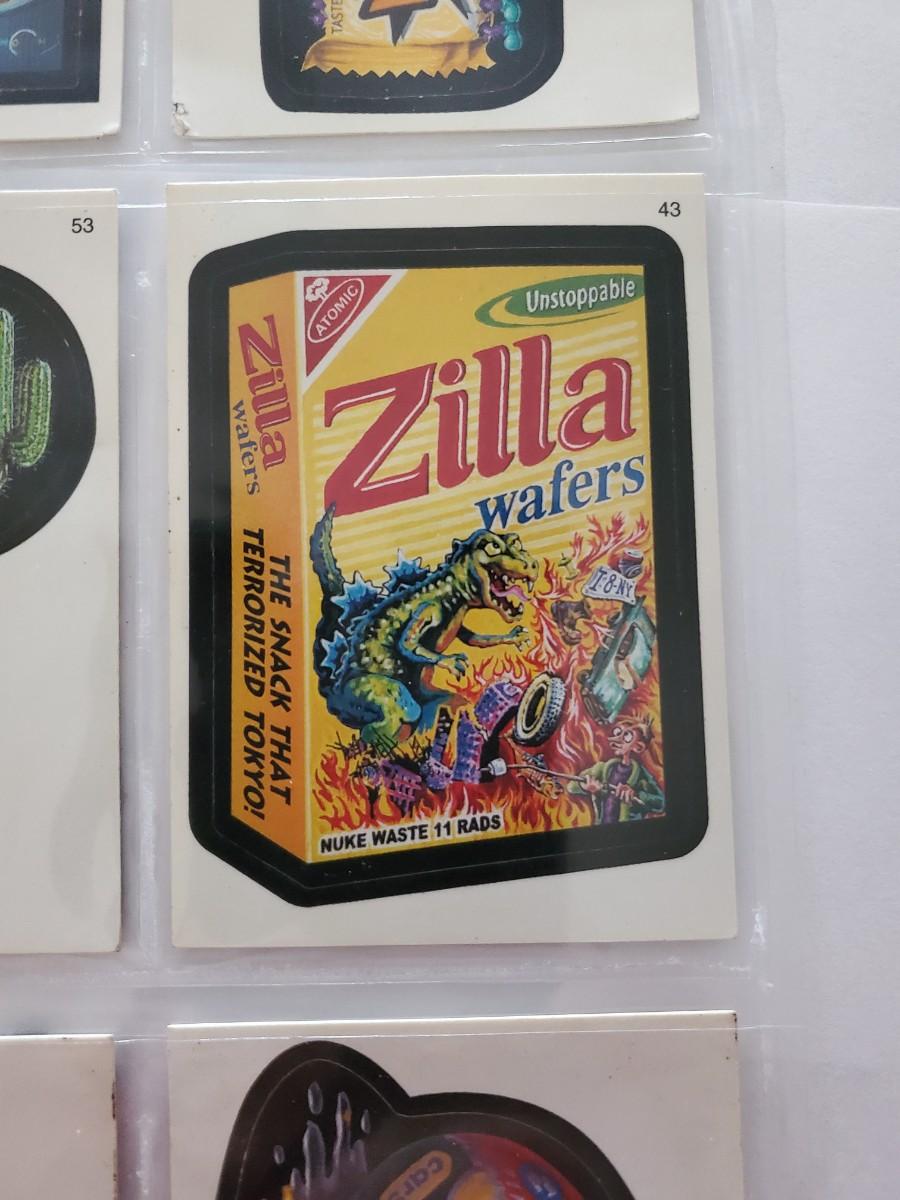 TASTE
53
43
ATOMIC
Unstoppable
Zilla
wafers
Zilla
wafers
THE SNACK THAT
TERRORIZED TOKYO!
I-8-NY
NUKE WASTE 11 RADS